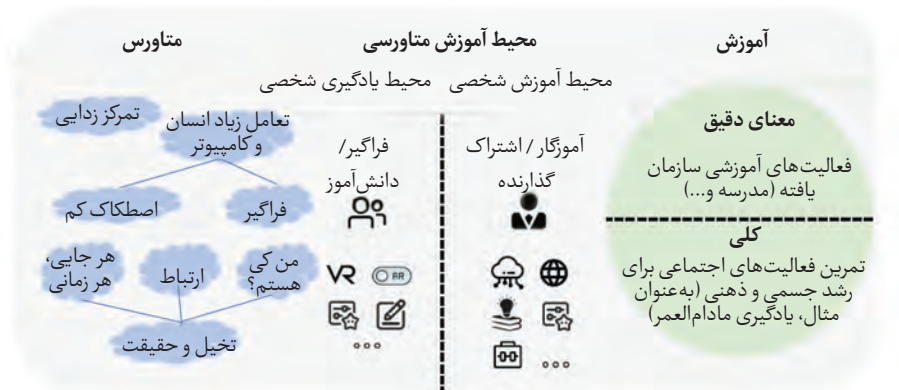 آموزش
معنای دقیق
فعالیت‌های آموزشی سازمان
یافته (مدرسه و...)
کلی
تمرین فعالیت‌های اجتماعی برای
رشد جسمی و ذهنی (به‌عنوان
مثال، یادگیری مادام‌العمر)
محیط آموزش متاورسی
محیط آموزش شخصی
آموزگار / اشتراک
گذارنده
محیط یادگیری شخصی
فراگیر/
دانش‌آموز
VR
AR
متاورس
تمرکز زدایی
تعامل زیاد انسان
و کامپیوتر
فراگیر
اصطکاک کم
من کی
هستم؟
ارتباط
هر جایی،
هر زمانی
تخیل و حقیقت